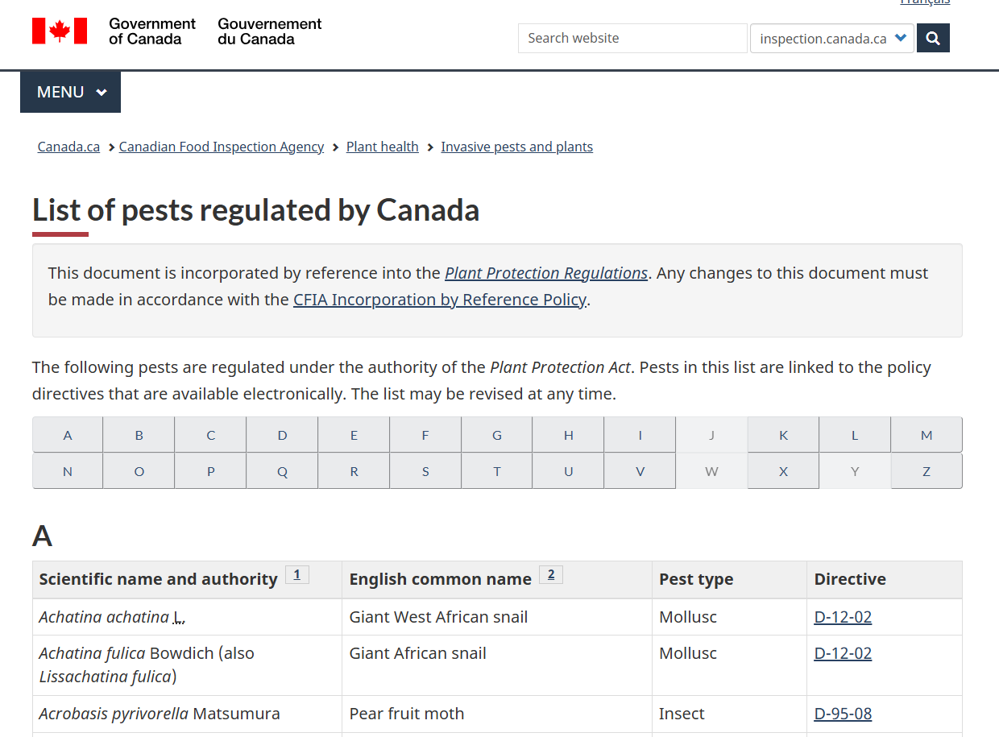 Français
Government
of Canada
Gouvernement
du Canada
Search website
inspection.canada.ca
MENU
Canada.ca > Canadian Food Inspection Agency > Plant health > Invasive pests and plants
List of pests regulated by Canada
This document is incorporated by reference into the Plant Protection Regulations. Any changes to this document must
be made in accordance with the CFIA Incorporation by Reference Policy.
The following pests are regulated under the authority of the Plant Protection Act. Pests in this list are linked to the policy
directives that are available electronically. The list may be revised at any time.
A B C D E F G H I J K L M
N O P Q R S T U V W X Y Z
A
Scientific name and authority 1 English common name 2 Pest type Directive
Achatina achatina L. Giant West African snail Mollusc D-12-02
Achatina fulica Bowdich (also Giant African snail Mollusc D-12-02
Lissachatina fulica)
Acrobasis pyrivorella Matsumura Pear fruit moth Insect D-95-08